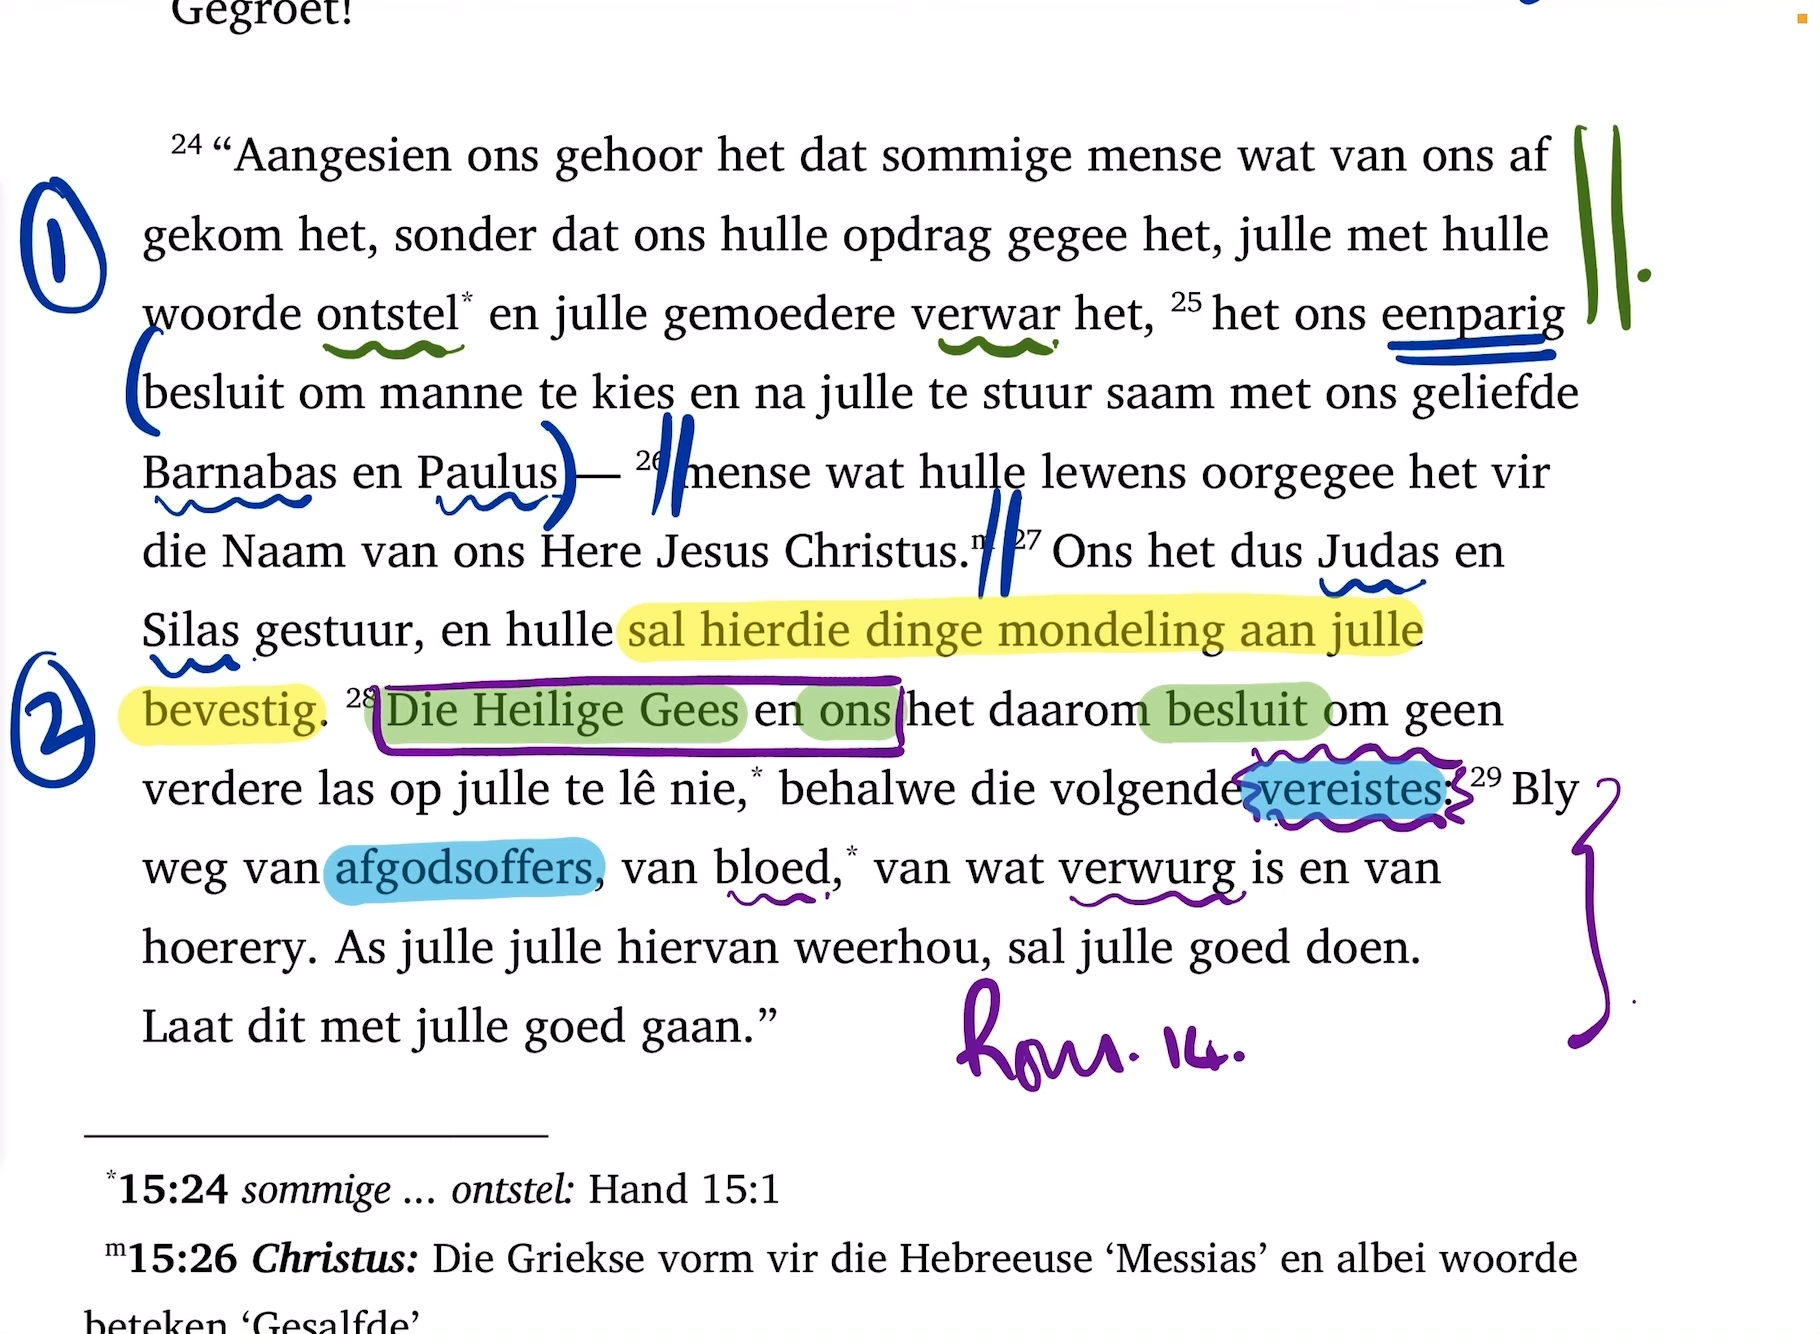 Gegroet!
24 “Aangesien ons gehoor het dat sommige mense wat van ons af
1
gekom het, sonder dat ons hulle opdrag gegee het, julle met hulle
woorde ontstel* en julle gemoedere verwar het, 25 het ons eenparig
besluit om manne te kies en na julle te stuur saam met ons geliefde
Barnabas en Paulus)— 26 mense wat hulle lewens oorgegee het vir
die Naam van ons Here Jesus Christus.m 27 Ons het dus Judas en
Silas gestuur, en hulle sal hierdie dinge mondeling aan julle
2
bevestig. 28 Die Heilige Gees en ons het daarom besluit om geen
verdere las op julle te lê nie,* behalwe die volgende vereistes: 29 Bly
weg van afgodsoffers, van bloed,* van wat verwurg is en van
hoerery. As julle julle hiervan weerhou, sal julle goed doen.
Laat dit met julle goed gaan.”
Rom. 14.
*15:24 sommige ... ontstel: Hand 15:1
m15:26 Christus: Die Griekse vorm vir die Hebreeuse ‘Messias’ en albei woorde
beteken ‘Gesalfde’